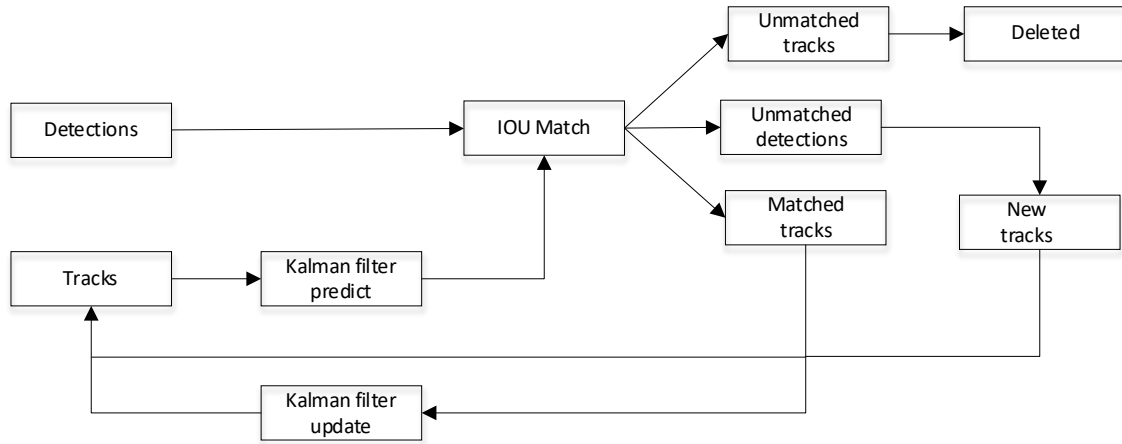 Unmatched
tracks
Deleted
Detections
IOU Match
Unmatched
detections
Matched
tracks
New
tracks
Tracks
Kalman filter
predict
Kalman filter
update